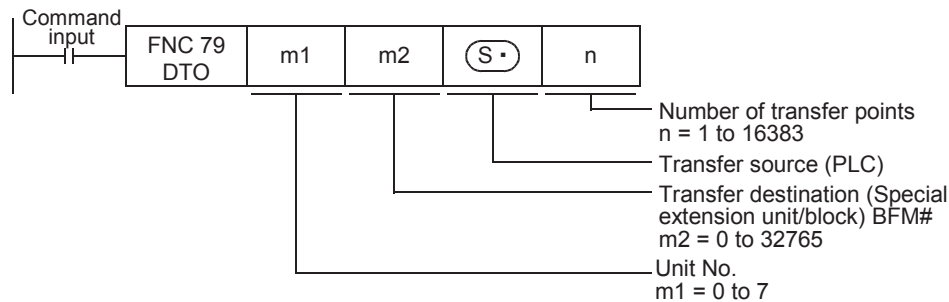 Command
input
FNC 79
DTO
m1
m2
S·
n
Number of transfer points
n = 1 to 16383
Transfer source (PLC)
Transfer destination (Special
extension unit/block) BFM#
m2 = 0 to 32765
Unit No.
m1 = 0 to 7